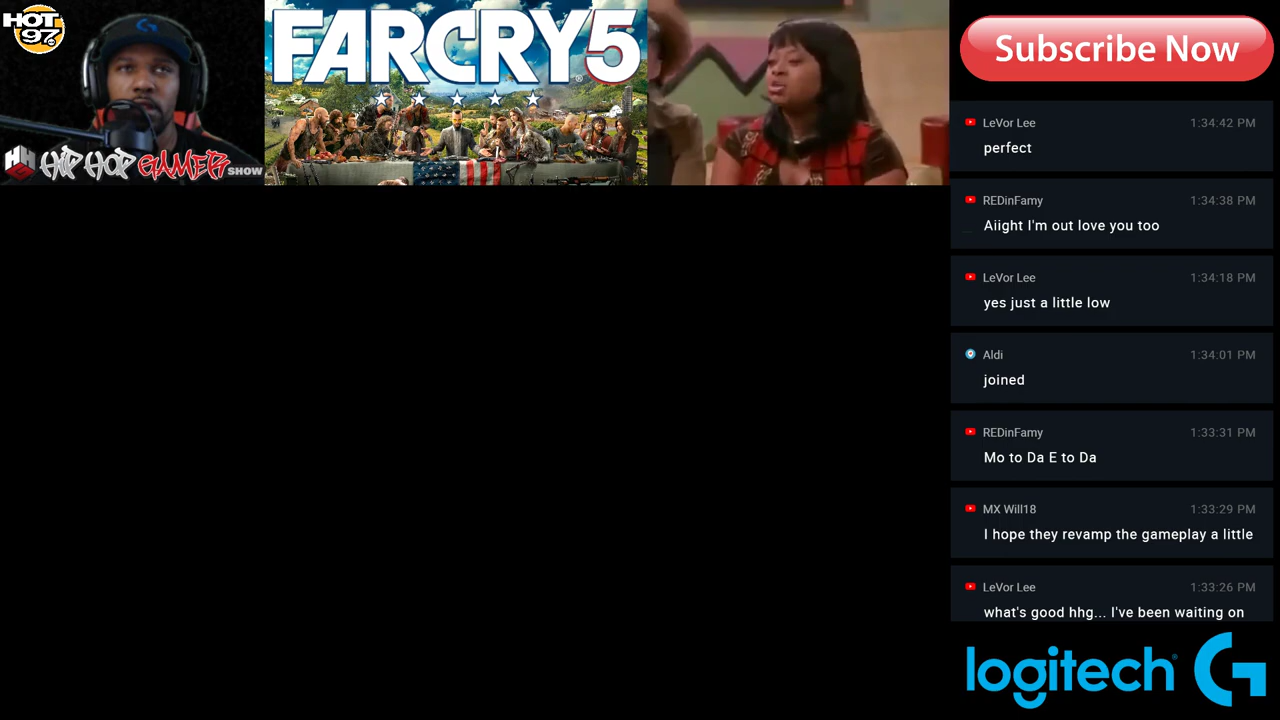 HOT
97
HIP HOP GAMER SHOW
FARCRY5
Subscribe Now
LeVor Lee 1:34:42 PM
perfect
REDinFamy 1:34:38 PM
Aiight I'm out love you too
LeVor Lee 1:34:18 PM
yes just a little low
Aldi 1:34:01 PM
joined
REDinFamy 1:33:31 PM
Mo to Da E to Da
MX Will18 1:33:29 PM
I hope they revamp the gameplay a little
LeVor Lee 1:33:26 PM
what's good hhg... I've been waiting on
logitech G